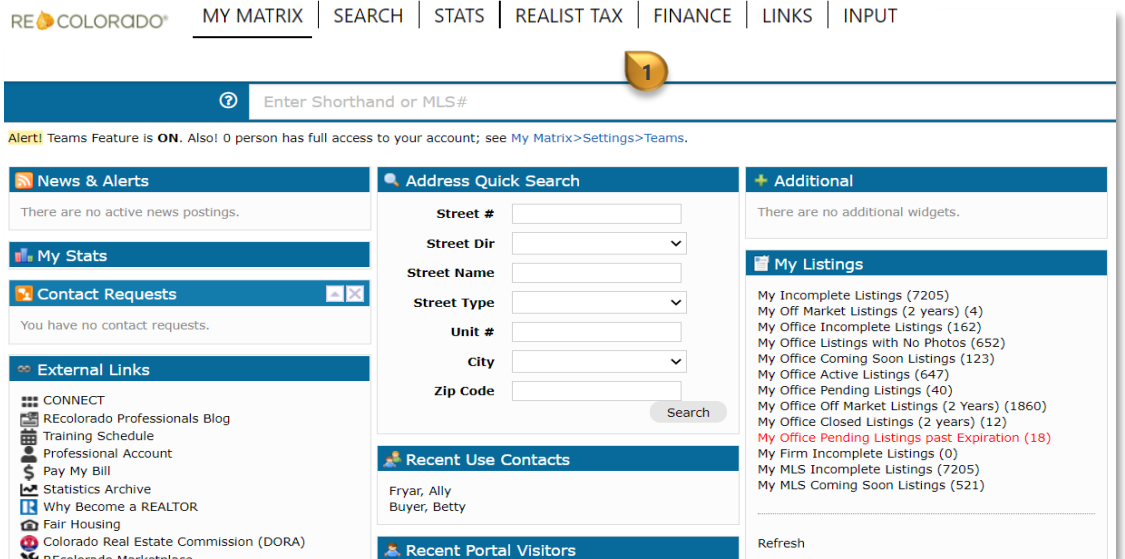 RECOLORADO®
MY MATRIX
SEARCH
STATS
REALIST TAX
FINANCE
LINKS
INPUT
1
Enter Shorthand or MLS#
Alert! Teams Feature is ON. Also! 0 person has full access to your account; see My Matrix>Settings>Teams.
News & Alerts
There are no active news postings.
My Stats
Contact Requests
You have no contact requests.
External Links
CONNECT
REcolorado Professionals Blog
Training Schedule
Professional Account
Pay My Bill
Statistics Archive
Why Become a REALTOR
Fair Housing
Colorado Real Estate Commission (DORA)
REcolorado Marketplace
Address Quick Search
Street #
Street Dir
Street Name
Street Type
Unit #
City
Zip Code
Search
Recent Use Contacts
Fryar, Ally
Buyer, Betty
Recent Portal Visitors
Additional
There are no additional widgets.
My Listings
My Incomplete Listings (7205)
My Off Market Listings (2 years) (4)
My Office Incomplete Listings (162)
My Office Listings with No Photos (652)
My Office Coming Soon Listings (123)
My Office Active Listings (647)
My Office Pending Listings (40)
My Office Off Market Listings (2 Years) (1860)
My Office Closed Listings (2 years) (12)
My Office Pending Listings past Expiration (18)
My Firm Incomplete Listings (0)
My MLS Incomplete Listings (7205)
My MLS Coming Soon Listings (521)
Refresh